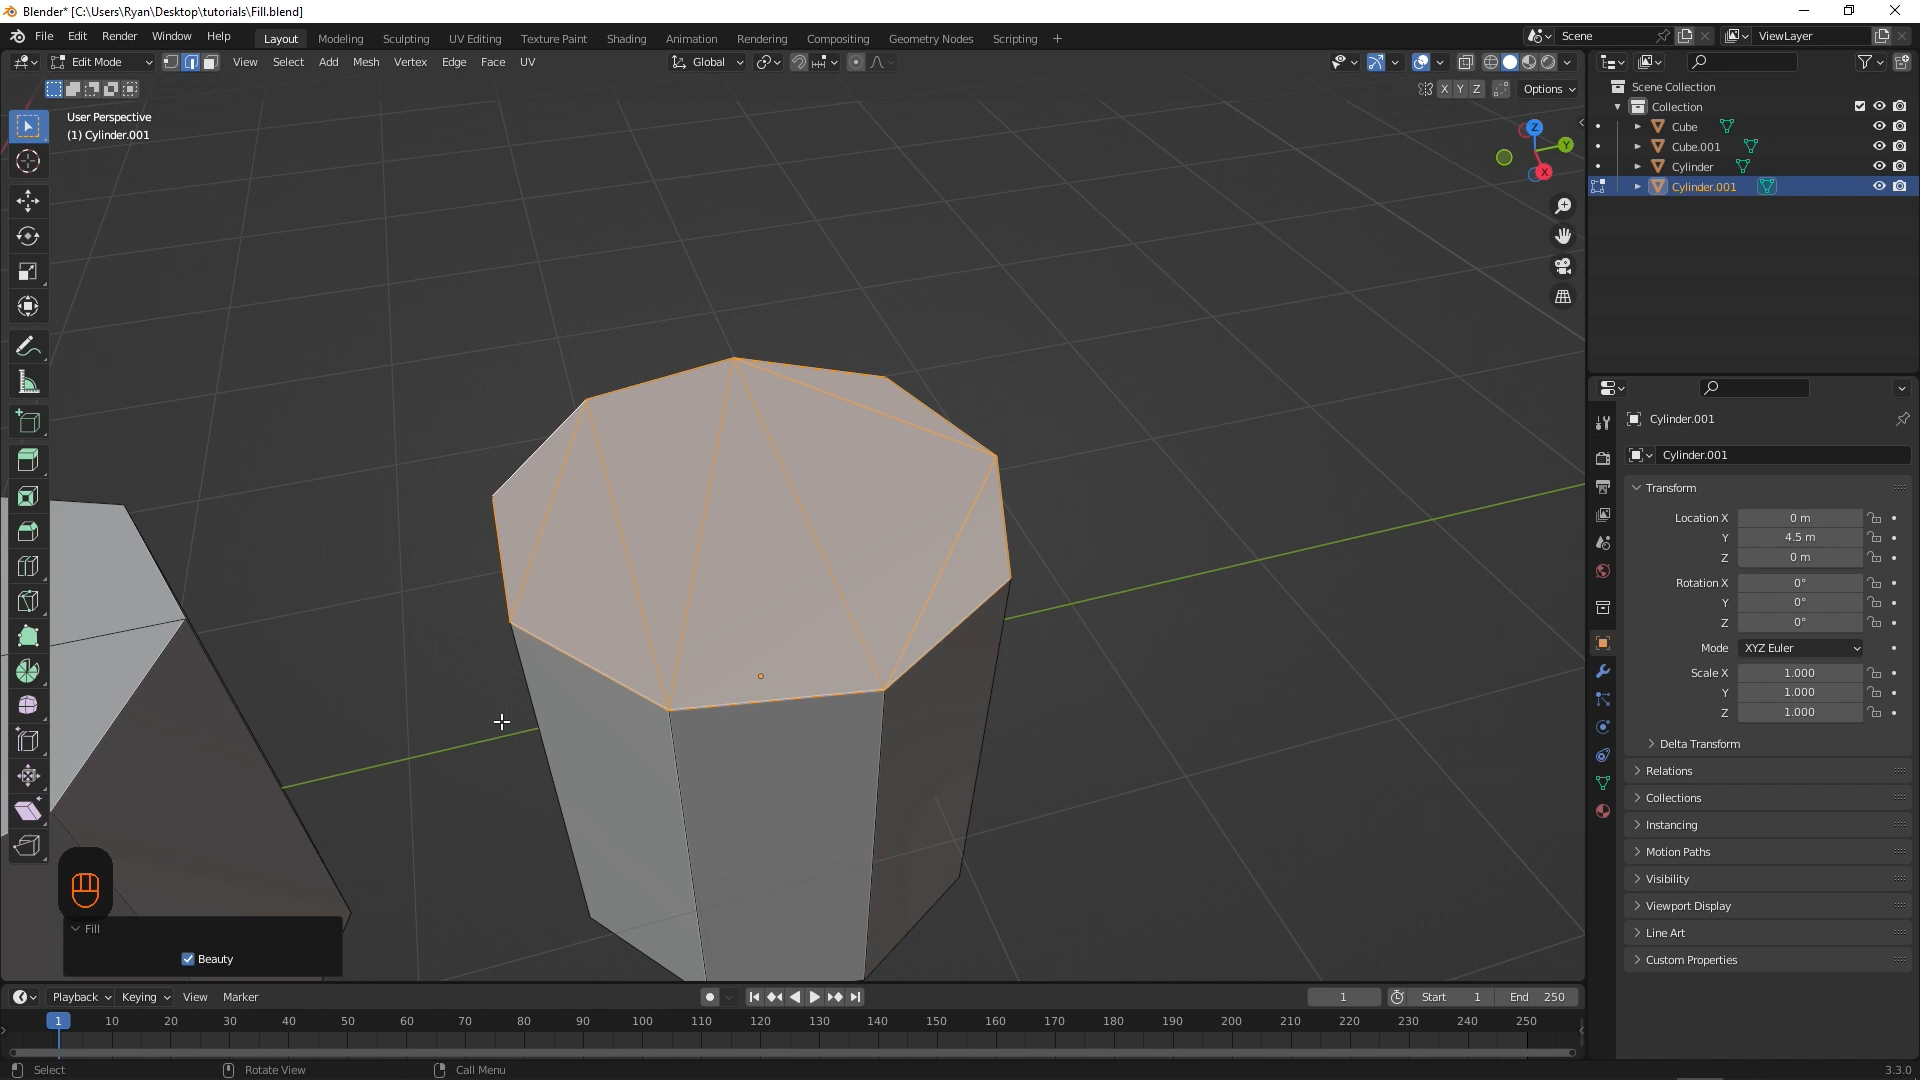 Blender* [C:\Users\Ryan\Desktop\tutorials\Fill.blend]
File Edit Render Window Help
Layout Modeling Sculpting UV Editing Texture Paint Shading Animation Rendering Compositing Geometry Nodes Scripting +
Scene ViewLayer
Edit Mode View Select Add Mesh Vertex Edge Face UV Global
X Y Z Options
User Perspective
(1) Cylinder.001
Z
Y
X
Scene Collection
Collection
Cube
Cube.001
Cylinder
Cylinder.001
Cylinder.001
Cylinder.001
Transform
Location X 0 m
Y 4.5 m
Z 0 m
Rotation X 0°
Y 0°
Z 0°
Mode XYZ Euler
Scale X 1.000
Y 1.000
Z 1.000
Delta Transform
Relations
Collections
Instancing
Motion Paths
Visibility
Viewport Display
Line Art
Custom Properties
Fill
Beauty
Playback Keying View Marker 1 Start 1 End 250
1 10 20 30 40 50 60 70 80 90 100 110 120 130 140 150 160 170 180 190 200 210 220 230 240 250
Select Rotate View Call Menu 3.3.0